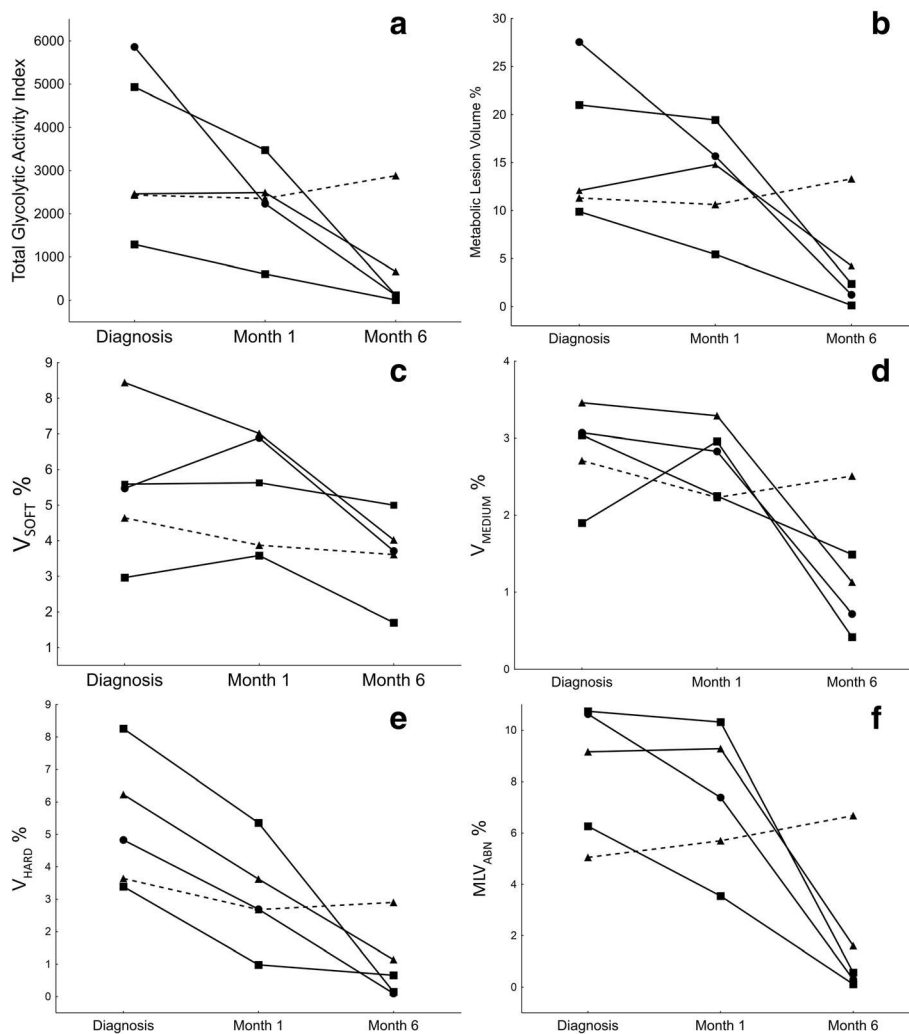 a
Total Glycolytic Activity Index
6000
5000
4000
3000
2000
1000
0
Diagnosis Month 1 Month 6
b
Metabolic Lesion Volume %
30
25
20
15
10
5
0
Diagnosis Month 1 Month 6
c
V_SOFT %
9
8
7
6
5
4
3
2
1
Diagnosis Month 1 Month 6
d
V_MEDIUM %
4
3
2
1
0
Diagnosis Month 1 Month 6
e
V_HARD %
9
8
7
6
5
4
3
2
1
0
Diagnosis Month 1 Month 6
f
MLV_ABN %
10
8
6
4
2
0
Diagnosis Month 1 Month 6